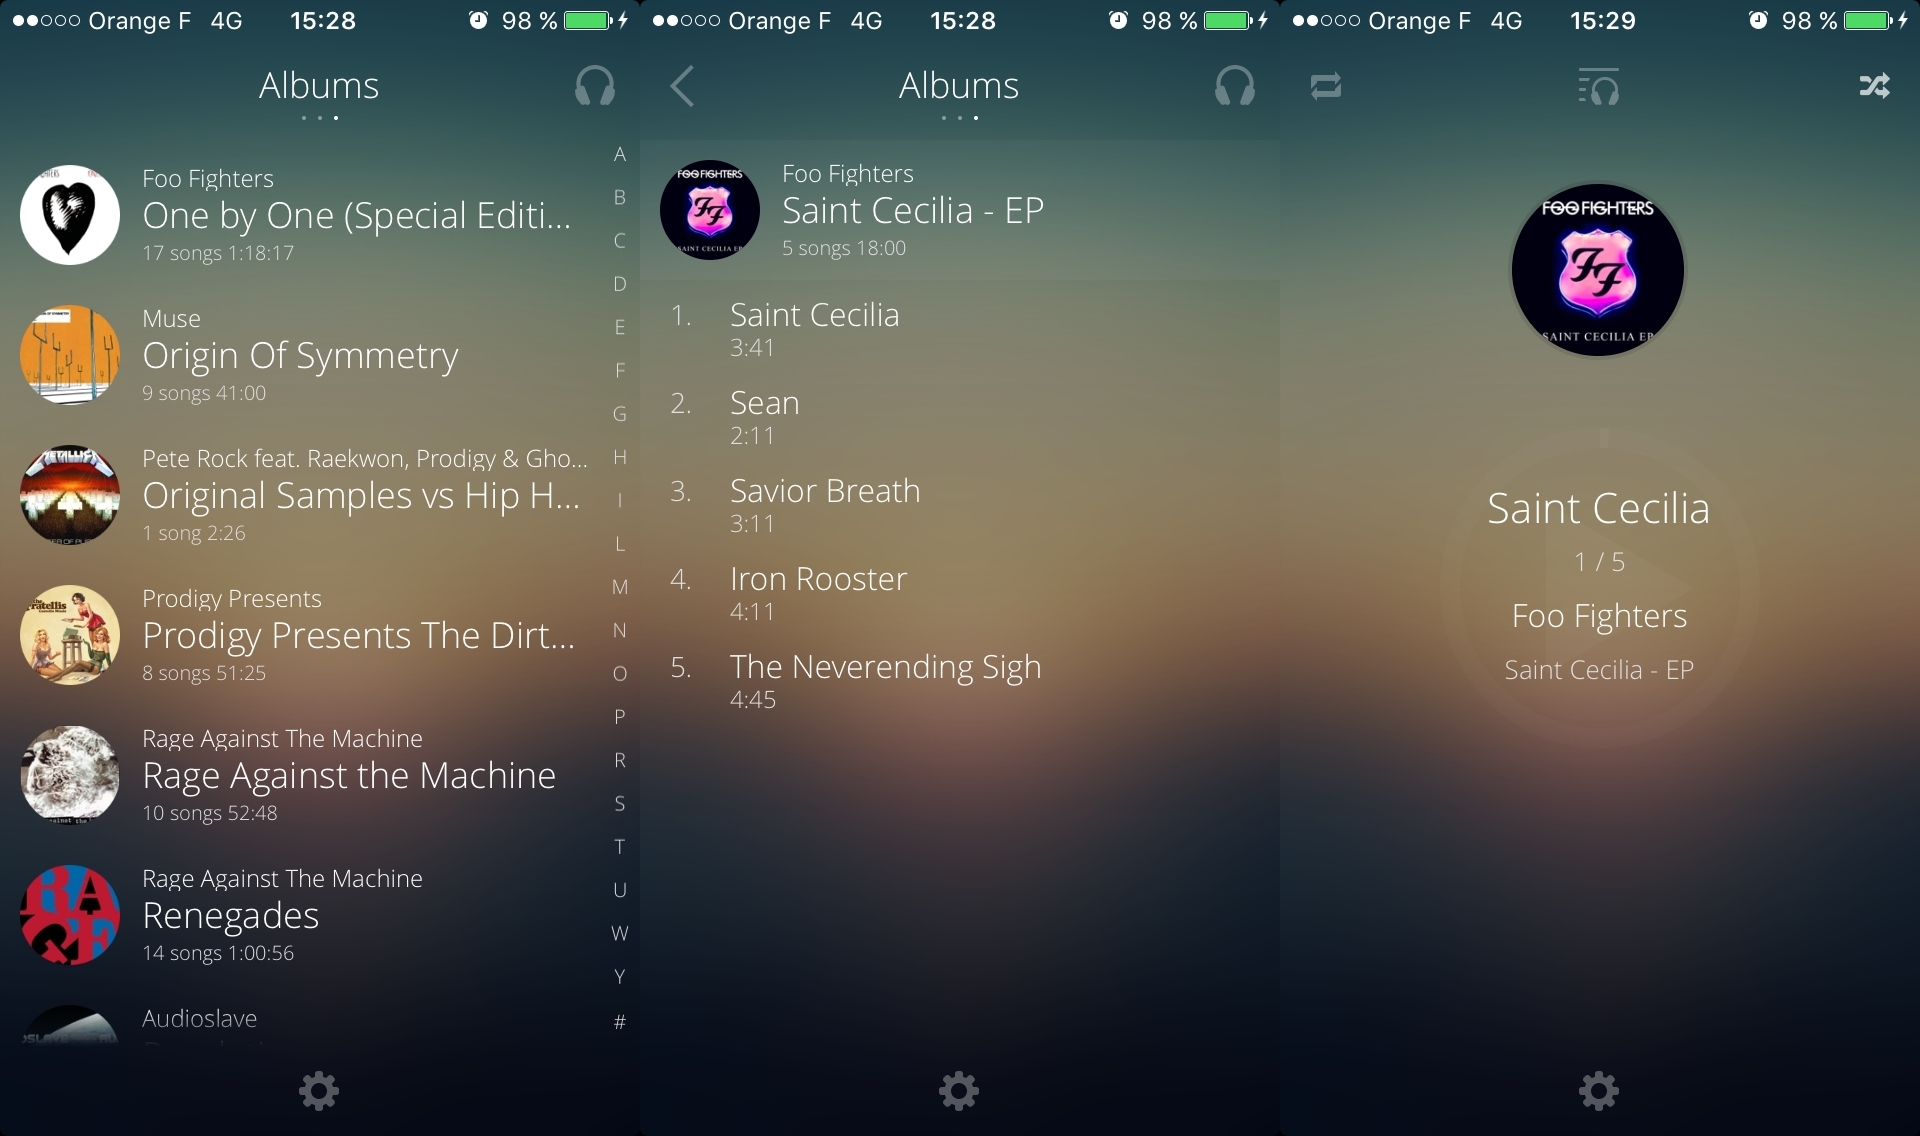 Orange F 4G 15:28 98 %
Albums
Foo Fighters
One by One (Special Editi...
17 songs 1:18:17
Muse
Origin Of Symmetry
9 songs 41:00
METALLICA
Pete Rock feat. Raekwon, Prodigy & Gho...
Original Samples vs Hip H...
1 song 2:26
Prodigy Presents
Prodigy Presents The Dirt...
8 songs 51:25
Rage Against The Machine
Rage Against the Machine
10 songs 52:48
Rage Against The Machine
Renegades
14 songs 1:00:56
Audioslave
A
B
C
D
E
F
G
H
I
L
M
N
O
P
R
S
T
U
W
Y
#
Orange F 4G 15:28 98 %
Albums
FOO FIGHTERS
FF
SAINT CECILIA EP
Foo Fighters
Saint Cecilia - EP
5 songs 18:00
1. Saint Cecilia
3:41
2. Sean
2:11
3. Savior Breath
3:11
4. Iron Rooster
4:11
5. The Neverending Sigh
4:45
Orange F 4G 15:29 98 %
FOO FIGHTERS
FF
SAINT CECILIA EP
Saint Cecilia
1 / 5
Foo Fighters
Saint Cecilia - EP